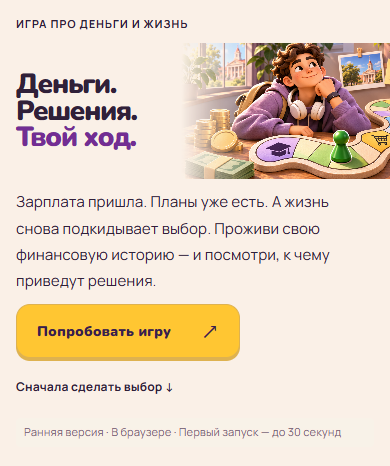 ИГРА ПРО ДЕНЬГИ И ЖИЗНЬ
Деньги.
Решения.
Твой ход.
Зарплата пришла. Планы уже есть. А жизнь
снова подкидывает выбор. Проживи свою
финансовую историю — и посмотри, к чему
приведут решения.
Попробовать игру ↗
Сначала сделать выбор ↓
Ранняя версия · В браузере · Первый запуск — до 30 секунд